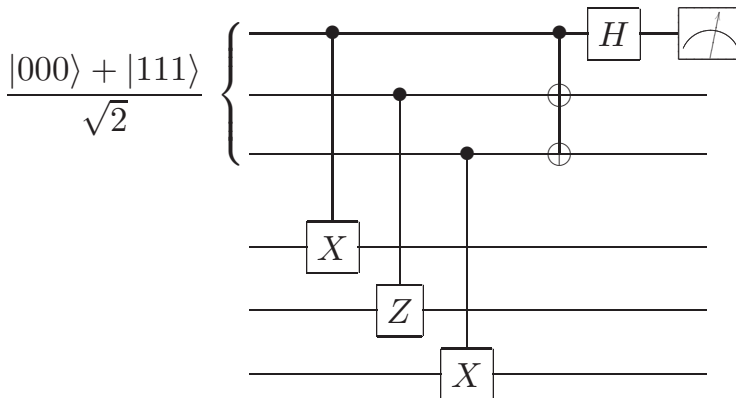 H
|000⟩ + |111⟩
√2
X
Z
X